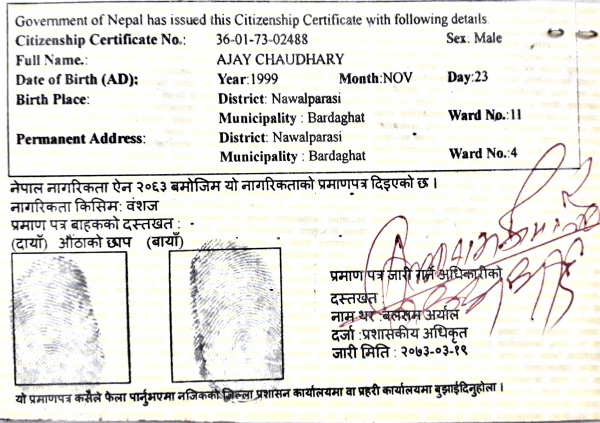 Government of Nepal has issued this Citizenship Certificate with following details
Citizenship Certificate No.: 36-01-73-02488 Sex: Male
Full Name.: AJAY CHAUDHARY
Date of Birth (AD): Year:1999 Month:NOV Day:23
Birth Place: District: Nawalparasi
Municipality : Bardaghat Ward No.:11
Permanent Address: District: Nawalparasi
Municipality : Bardaghat Ward No.:4
नेपाल नागरिकता ऐन २०६३ बमोजिम यो नागरिकताको प्रमाणपत्र दिइएको छ ।
नागरिकता किसिम: वंशज
प्रमाण पत्र बाहकको दस्तखत :
(दायाँ) औंठाको छाप (बायाँ)
प्रमाण पत्र जारी गर्ने अधिकारीको
दस्तखत
नाम थर : बलराम अर्याल
दर्जा : प्रशासकीय अधिकृत
जारी मिति : २०७३-०३-१९
यो प्रमाणपत्र कसैले फेला पार्नुभएमा नजिकको जिल्ला प्रशासन कार्यालयमा वा प्रहरी कार्यालयमा बुझाईदिनुहोला ।